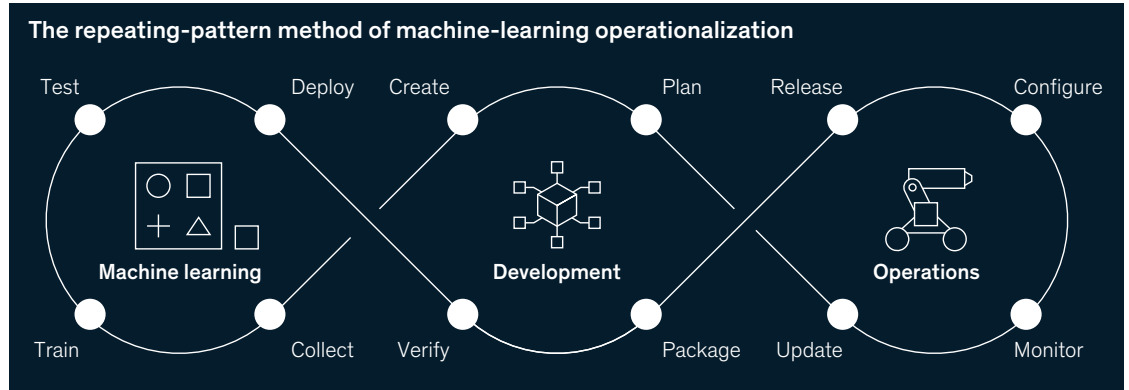 The repeating-pattern method of machine-learning operationalization
Test
Deploy
Create
Plan
Release
Configure
Machine learning
Development
Operations
Train
Collect
Verify
Package
Update
Monitor